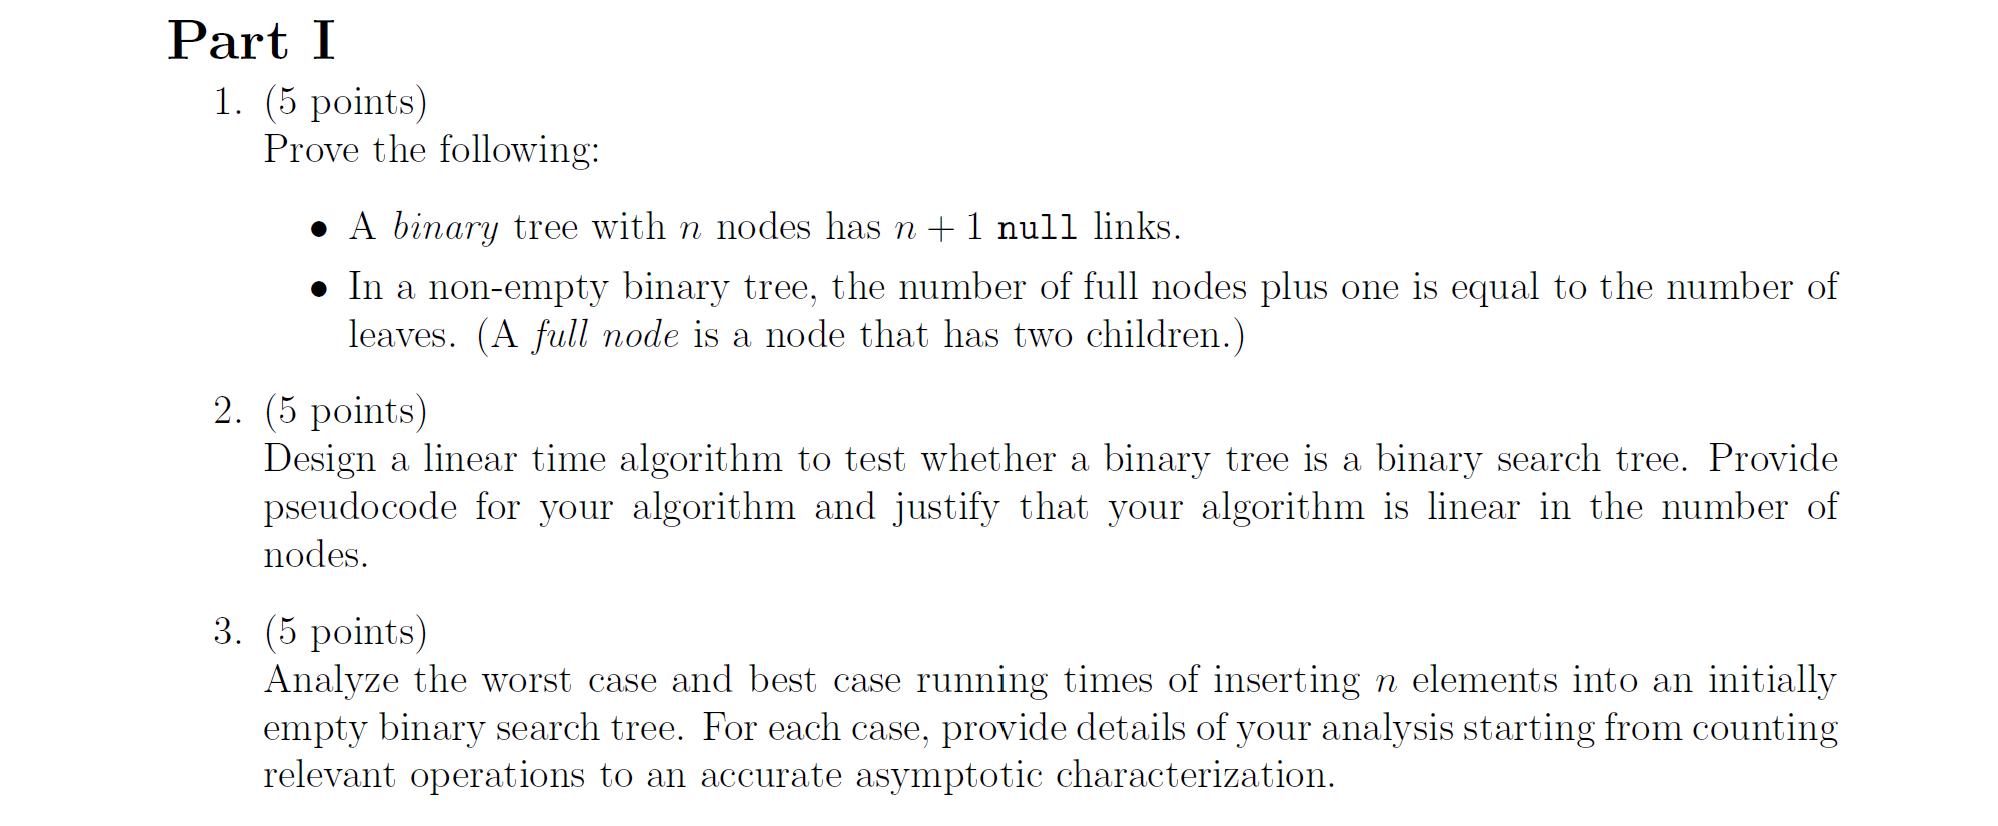 Part I
1. (5 points)
Prove the following:
• A binary tree with n nodes has n + 1 null links.
• In a non-empty binary tree, the number of full nodes plus one is equal to the number of
leaves. (A full node is a node that has two children.)
2. (5 points)
Design a linear time algorithm to test whether a binary tree is a binary search tree. Provide
pseudocode for your algorithm and justify that your algorithm is linear in the number of
nodes.
3. (5 points)
Analyze the worst case and best case running times of inserting n elements into an initially
empty binary search tree. For each case, provide details of your analysis starting from counting
relevant operations to an accurate asymptotic characterization.